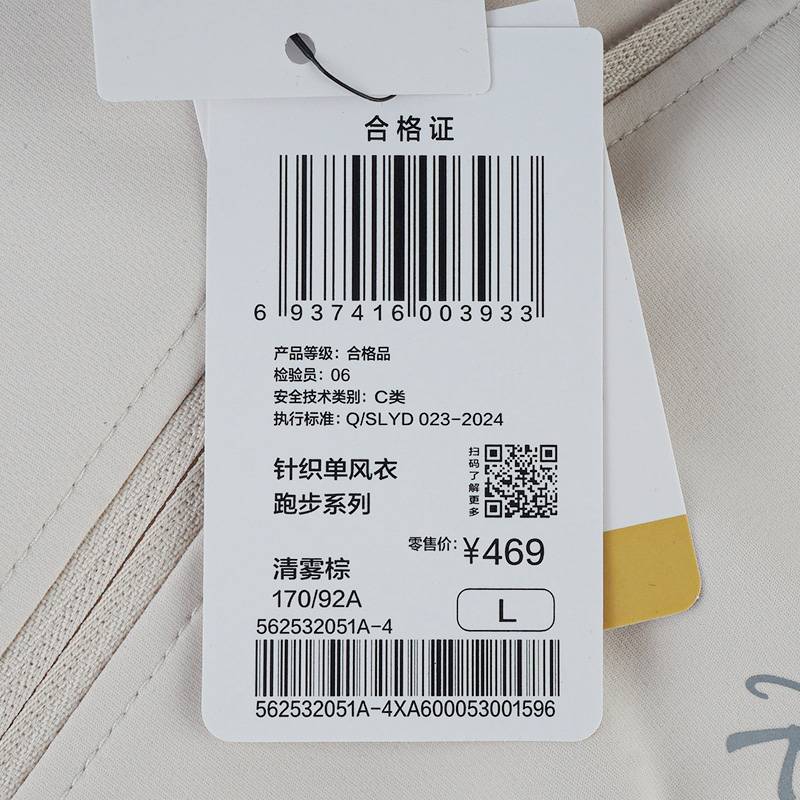 合格证
6 937416 003933
产品等级：合格品
检验员：06
安全技术类别：C类
执行标准：Q/SLYD 023-2024
针织单风衣
跑步系列
扫码了解更多
零售价：¥469
清雾棕
170/92A
L
562532051A-4
562532051A-4XA600053001596